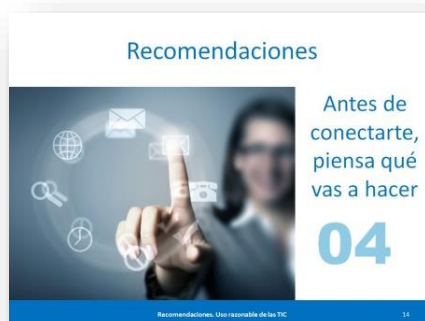 Recomendaciones
Antes de
conectarte,
piensa qué
vas a hacer
04
Recomendaciones. Uso razonable de las TIC
14